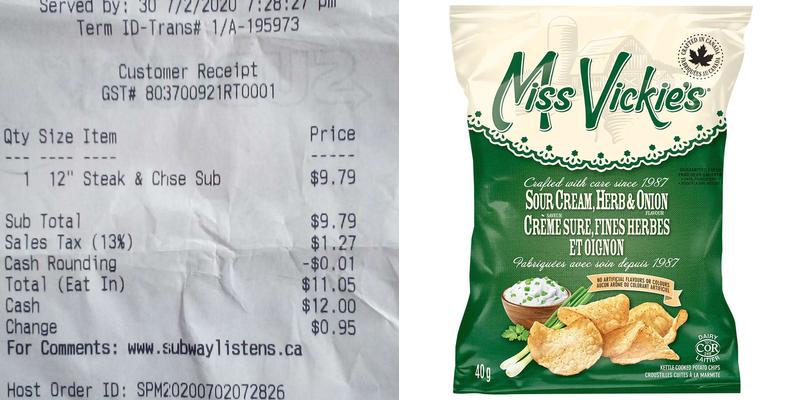 Served by: 30 7/2/2020 7:28:27 pm
Term ID-Trans# 1/A-195973
Customer Receipt
GST# 803700921RT0001
Qty Size Item Price
--- ---- ---- -----
1 12" Steak & Chse Sub $9.79
Sub Total $9.79
Sales Tax (13%) $1.27
Cash Rounding -$0.01
Total (Eat In) $11.05
Cash $12.00
Change $0.95
For Comments: www.subwaylistens.ca
Host Order ID: SPM20200702072826
CRAFTED IN CANADA
Miss Vickie's
Crafted with care since 1987
SOUR CREAM, HERB & ONION
SAVEUR FLAVOUR
CRÈME SURE, FINES HERBES
ET OIGNON
Fabriquées avec soin depuis 1987
NO ARTIFICIAL FLAVOURS OR COLOURS
AUCUN ARÔME OU COLORANT ARTIFICIEL
DAIRY
COR
LAITIER
40 g
KETTLE COOKED POTATO CHIPS
CROUSTILLES CUITES À LA MARMITE